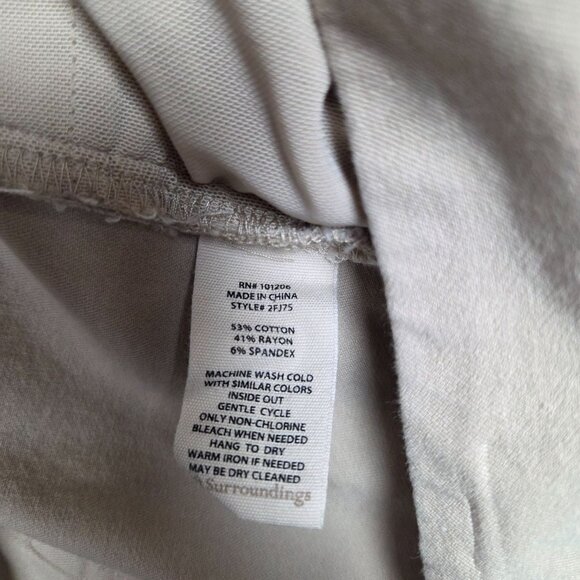 RN# 101206
MADE IN CHINA
STYLE# 2FJ75
53% COTTON
41% RAYON
6% SPANDEX
MACHINE WASH COLD
WITH SIMILAR COLORS
INSIDE OUT
GENTLE CYCLE
ONLY NON-CHLORINE
BLEACH WHEN NEEDED
HANG TO DRY
WARM IRON IF NEEDED
MAY BE DRY CLEANED
Surroundings